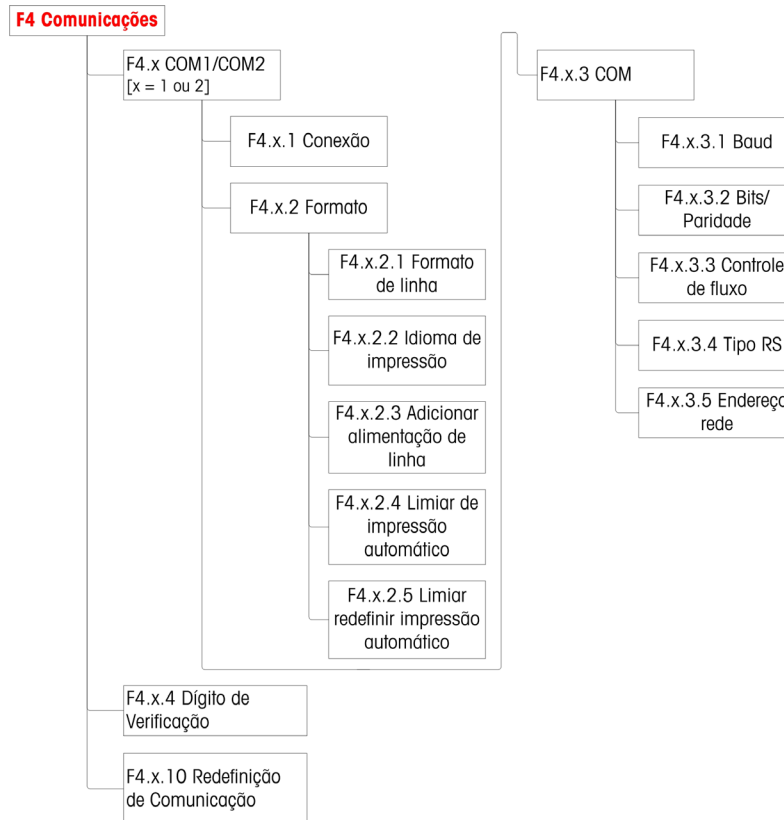 F4 Comunicações
F4.x COM1/COM2
[x = 1 ou 2]
F4.x.1 Conexão
F4.x.2 Formato
F4.x.2.1 Formato
de linha
F4.x.2.2 Idioma de
impressão
F4.x.2.3 Adicionar
alimentação de
linha
F4.x.2.4 Limiar de
impressão
automático
F4.x.2.5 Limiar
redefinir impressão
automático
F4.x.3 COM
F4.x.3.1 Baud
F4.x.3.2 Bits/
Paridade
F4.x.3.3 Controle
de fluxo
F4.x.3.4 Tipo RS
F4.x.3.5 Endereço
rede
F4.x.4 Dígito de
Verificação
F4.x.10 Redefinição
de Comunicação